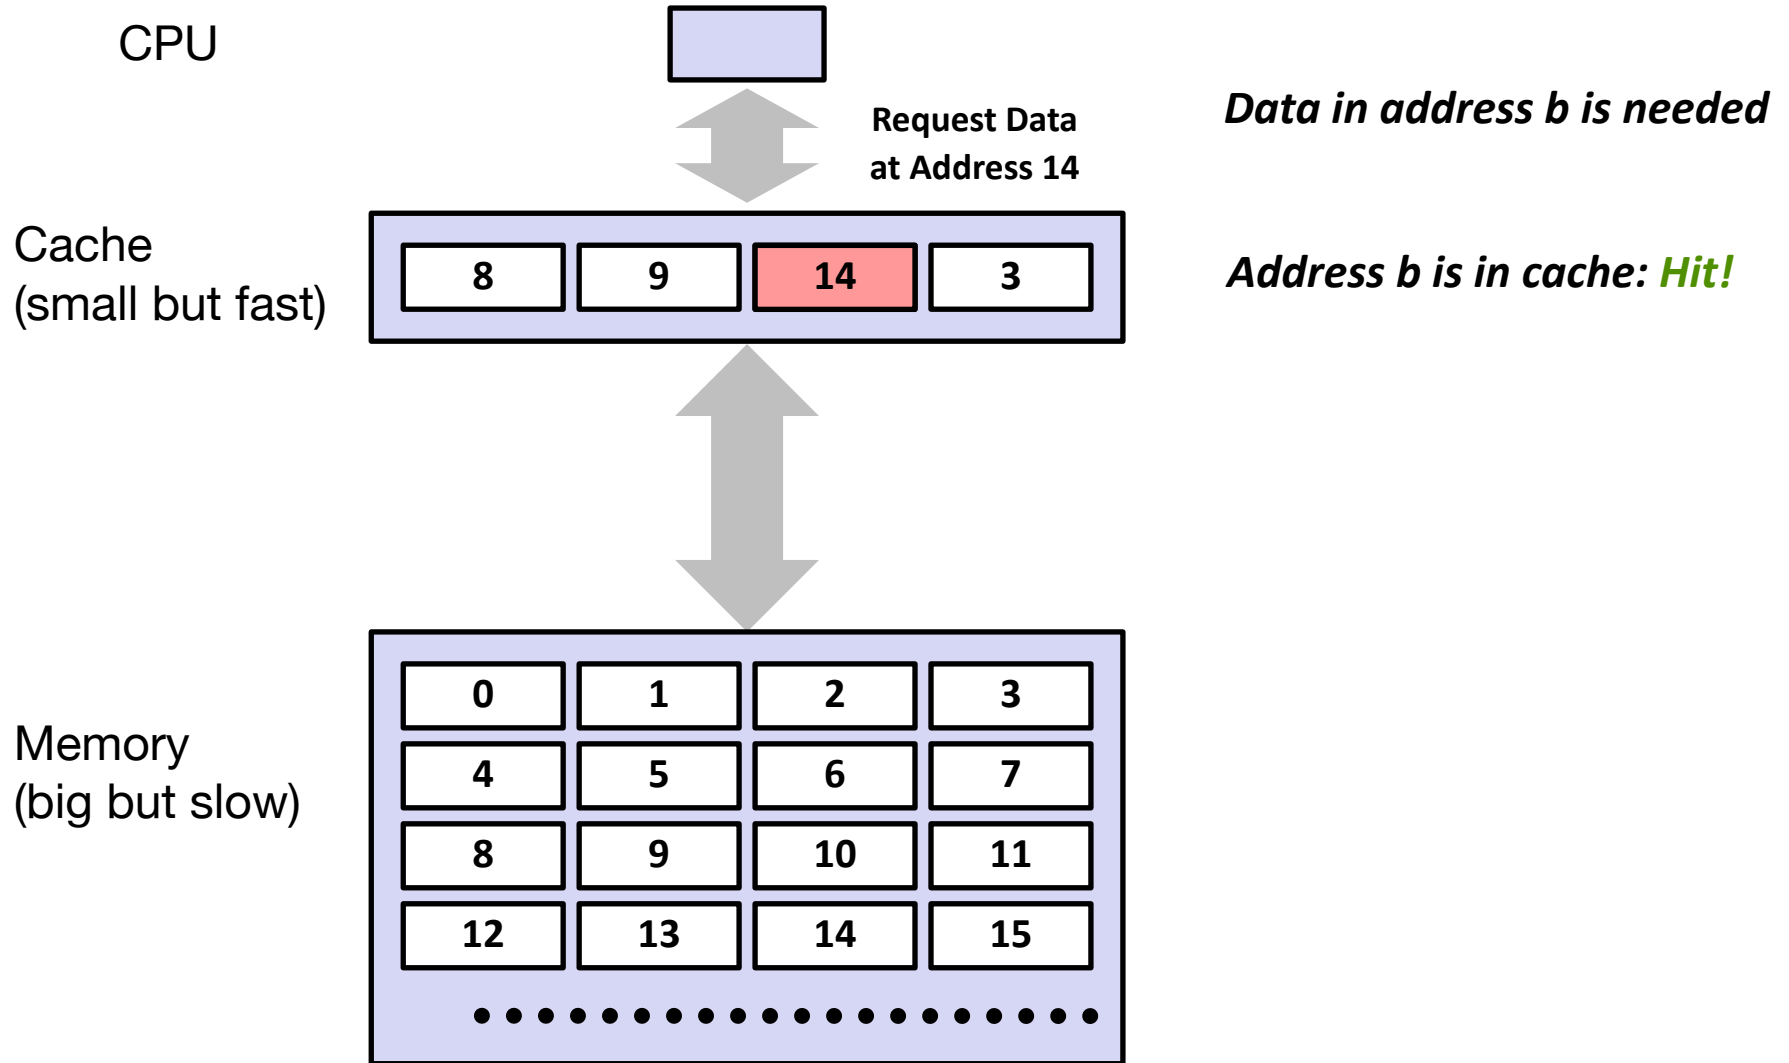 CPU
Request Data
at Address 14
Data in address b is needed
Cache
(small but fast)
8 9 14 3
Address b is in cache: Hit!
Memory
(big but slow)
0 1 2 3
4 5 6 7
8 9 10 11
12 13 14 15